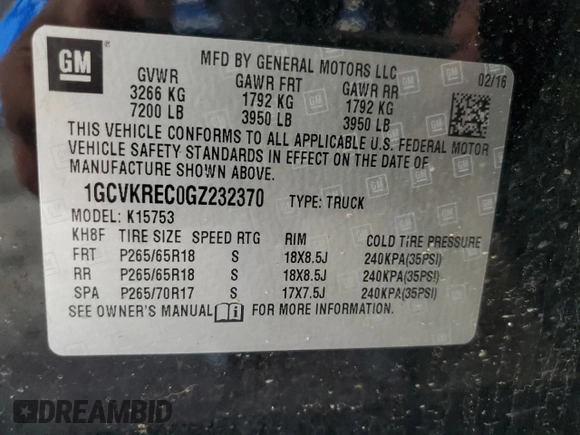 GM
MFD BY GENERAL MOTORS LLC
02/16
GVWR GAWR FRT GAWR RR
3266 KG 1792 KG 1792 KG
7200 LB 3950 LB 3950 LB
THIS VEHICLE CONFORMS TO ALL APPLICABLE U.S. FEDERAL MOTOR
VEHICLE SAFETY STANDARDS IN EFFECT ON THE DATE OF
MANUFACTURE SHOWN ABOVE.
1GCVKREC0GZ232370 TYPE: TRUCK
MODEL: K15753
KH8F TIRE SIZE SPEED RTG RIM COLD TIRE PRESSURE
FRT P265/65R18 S 18X8.5J 240KPA(35PSI)
RR P265/65R18 S 18X8.5J 240KPA(35PSI)
SPA P265/70R17 S 17X7.5J 240KPA(35PSI)
SEE OWNER'S MANUAL i FOR MORE INFORMATION.
DREAMBID